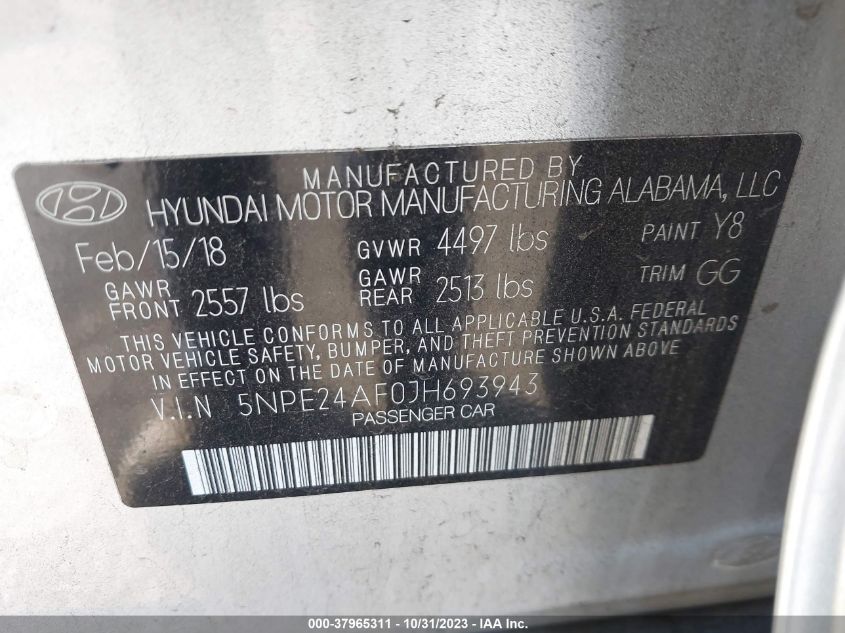 MANUFACTURED BY
HYUNDAI MOTOR MANUFACTURING ALABAMA, LLC
Feb/15/18 GVWR 4497 lbs PAINT Y8
GAWR FRONT 2557 lbs GAWR REAR 2513 lbs TRIM GG
THIS VEHICLE CONFORMS TO ALL APPLICABLE U.S.A. FEDERAL
MOTOR VEHICLE SAFETY, BUMPER, AND THEFT PREVENTION STANDARDS
IN EFFECT ON THE DATE OF MANUFACTURE SHOWN ABOVE
V.I.N 5NPE24AF0JH693943
PASSENGER CAR
000-37965311 - 10/31/2023 - IAA Inc.